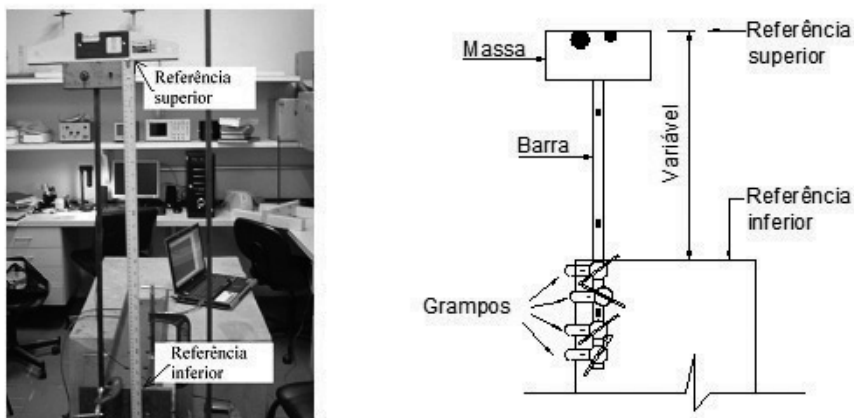 Referência
superior
Referência
inferior
Massa
Referência
superior
Barra
Variável
Referência
inferior
Grampos